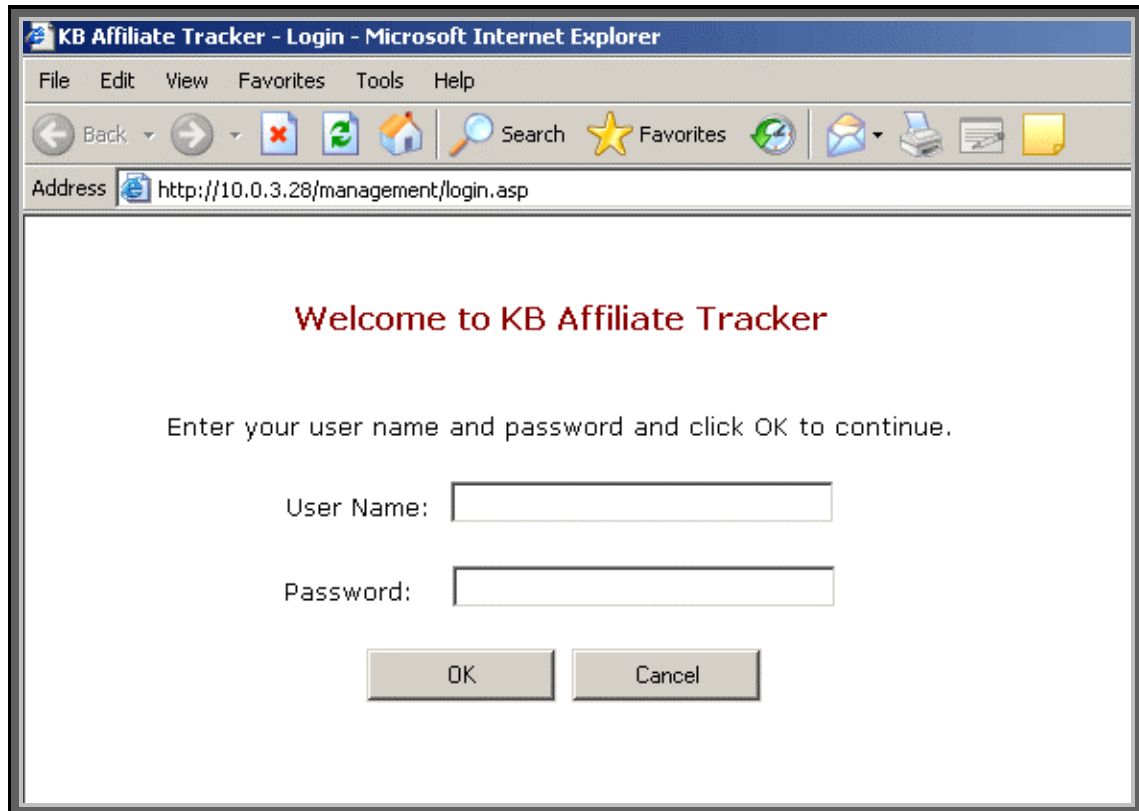 KB Affiliate Tracker - Login - Microsoft Internet Explorer
File Edit View Favorites Tools Help
Back Search Favorites
Address http://10.0.3.28/management/login.asp
Welcome to KB Affiliate Tracker
Enter your user name and password and click OK to continue.
User Name:
Password:
OK Cancel